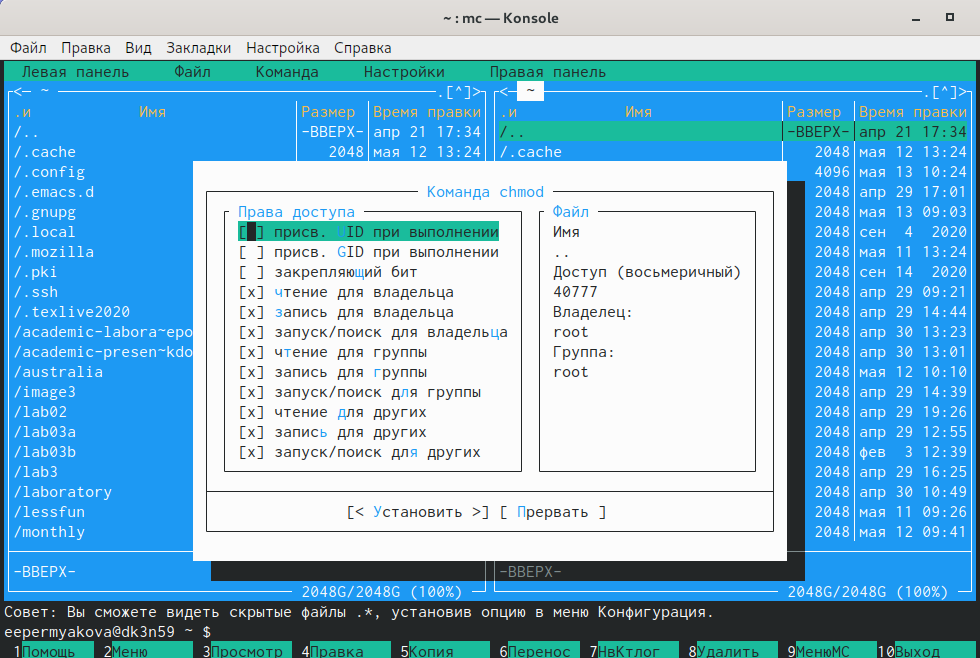 ~ : mc — Konsole
Файл Правка Вид Закладки Настройка Справка
Левая панель Файл Команда Настройки Правая панель
<─ ~ .[^]> <─ ~ .[^]>
.и Имя Размер Время правки .и Имя Размер Время правки
/.. -ВВЕРХ- апр 21 17:34 /.. -ВВЕРХ- апр 21 17:34
/.cache 2048 мая 12 13:24 /.cache 2048 мая 12 13:24
/.config 4096 мая 13 10:24
/.emacs.d Команда chmod 2048 апр 29 17:01
/.gnupg Права доступа Файл 2048 мая 13 09:03
/.local [ ] присв. UID при выполнении Имя 2048 сен 4 2020
/.mozilla [ ] присв. GID при выполнении .. 2048 мая 11 13:24
/.pki [ ] закрепляющий бит Доступ (восьмеричный) 2048 сен 14 2020
/.ssh [x] чтение для владельца 40777 2048 апр 29 09:21
/.texlive2020 [x] запись для владельца Владелец: 2048 апр 29 14:44
/academic-labora~epo [x] запуск/поиск для владельца root 2048 апр 30 13:23
/academic-presen~kdo [x] чтение для группы Группа: 2048 апр 30 13:01
/australia [x] запись для группы root 2048 мая 12 10:10
/image3 [x] запуск/поиск для группы 2048 апр 29 14:39
/lab02 [x] чтение для других 2048 апр 29 19:26
/lab03a [x] запись для других 2048 апр 29 12:55
/lab03b [x] запуск/поиск для других 2048 фев 3 12:39
/lab3 2048 апр 29 16:25
/laboratory 2048 апр 30 10:49
/lessfun [< Установить >] [ Прервать ] 2048 мая 11 09:26
/monthly 2048 мая 12 09:41
-ВВЕРХ- -ВВЕРХ-
2048G/2048G (100%) 2048G/2048G (100%)
Совет: Вы сможете видеть скрытые файлы .*, установив опцию в меню Конфигурация.
eepermyakova@dk3n59 ~ $
1Помощь 2Меню 3Просмотр 4Правка 5Копия 6Перенос 7НвКтлог 8Удалить 9МенюMC 10Выход